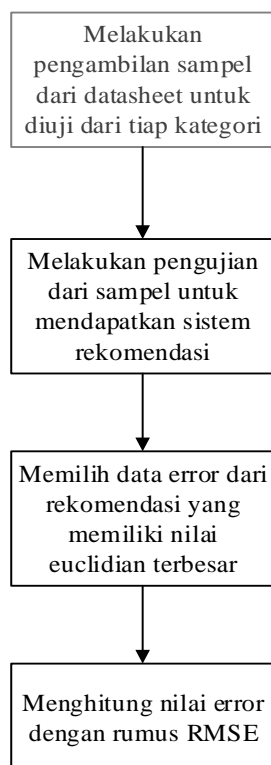 Melakukan
pengambilan sampel
dari datasheet untuk
diuji dari tiap kategori
Melakukan pengujian
dari sampel untuk
mendapatkan sistem
rekomendasi
Memilih data error dari
rekomendasi yang
memiliki nilai
euclidian terbesar
Menghitung nilai error
dengan rumus RMSE